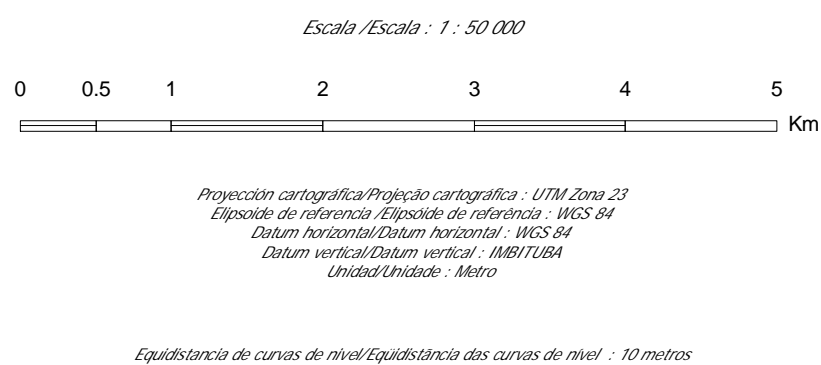 Escala /Escala : 1 : 50 000
0 0.5 1 2 3 4 5
Km
Proyección cartográfica/Projeção cartográfica : UTM Zona 23
Elipsoide de referencia /Elipsóide de referência : WGS 84
Datum horizontal/Datum horizontal : WGS 84
Datum vertical/Datum vertical : IMBITUBA
Unidad/Unidade : Metro
Equidistancia de curvas de nivel/Eqüidistância das curvas de nível : 10 metros